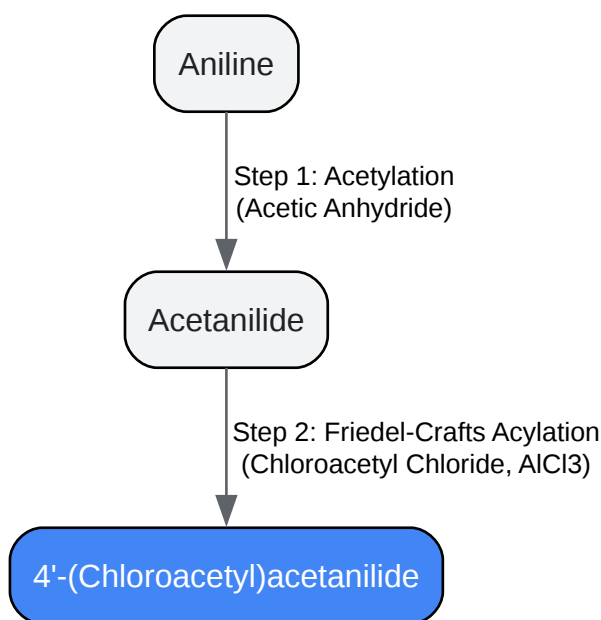 Aniline
Step 1: Acetylation
(Acetic Anhydride)
Acetanilide
Step 2: Friedel-Crafts Acylation
(Chloroacetyl Chloride, AlCl3)
4'-(Chloroacetyl)acetanilide